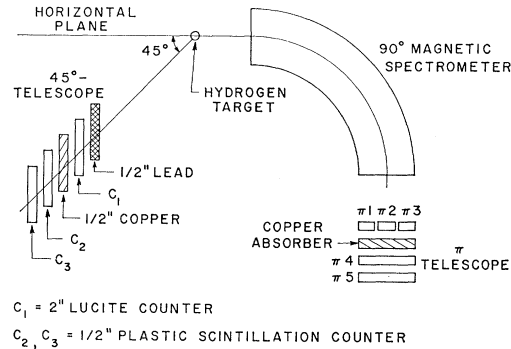 HORIZONTAL
PLANE
45°
90° MAGNETIC
SPECTROMETER
45°-
TELESCOPE
HYDROGEN
TARGET
1/2" LEAD
C₁
1/2" COPPER
C₂
C₃
π1 π2 π3
COPPER
ABSORBER
π4
π5
π
TELESCOPE
C₁ = 2" LUCITE COUNTER
C₂, C₃ = 1/2" PLASTIC SCINTILLATION COUNTER